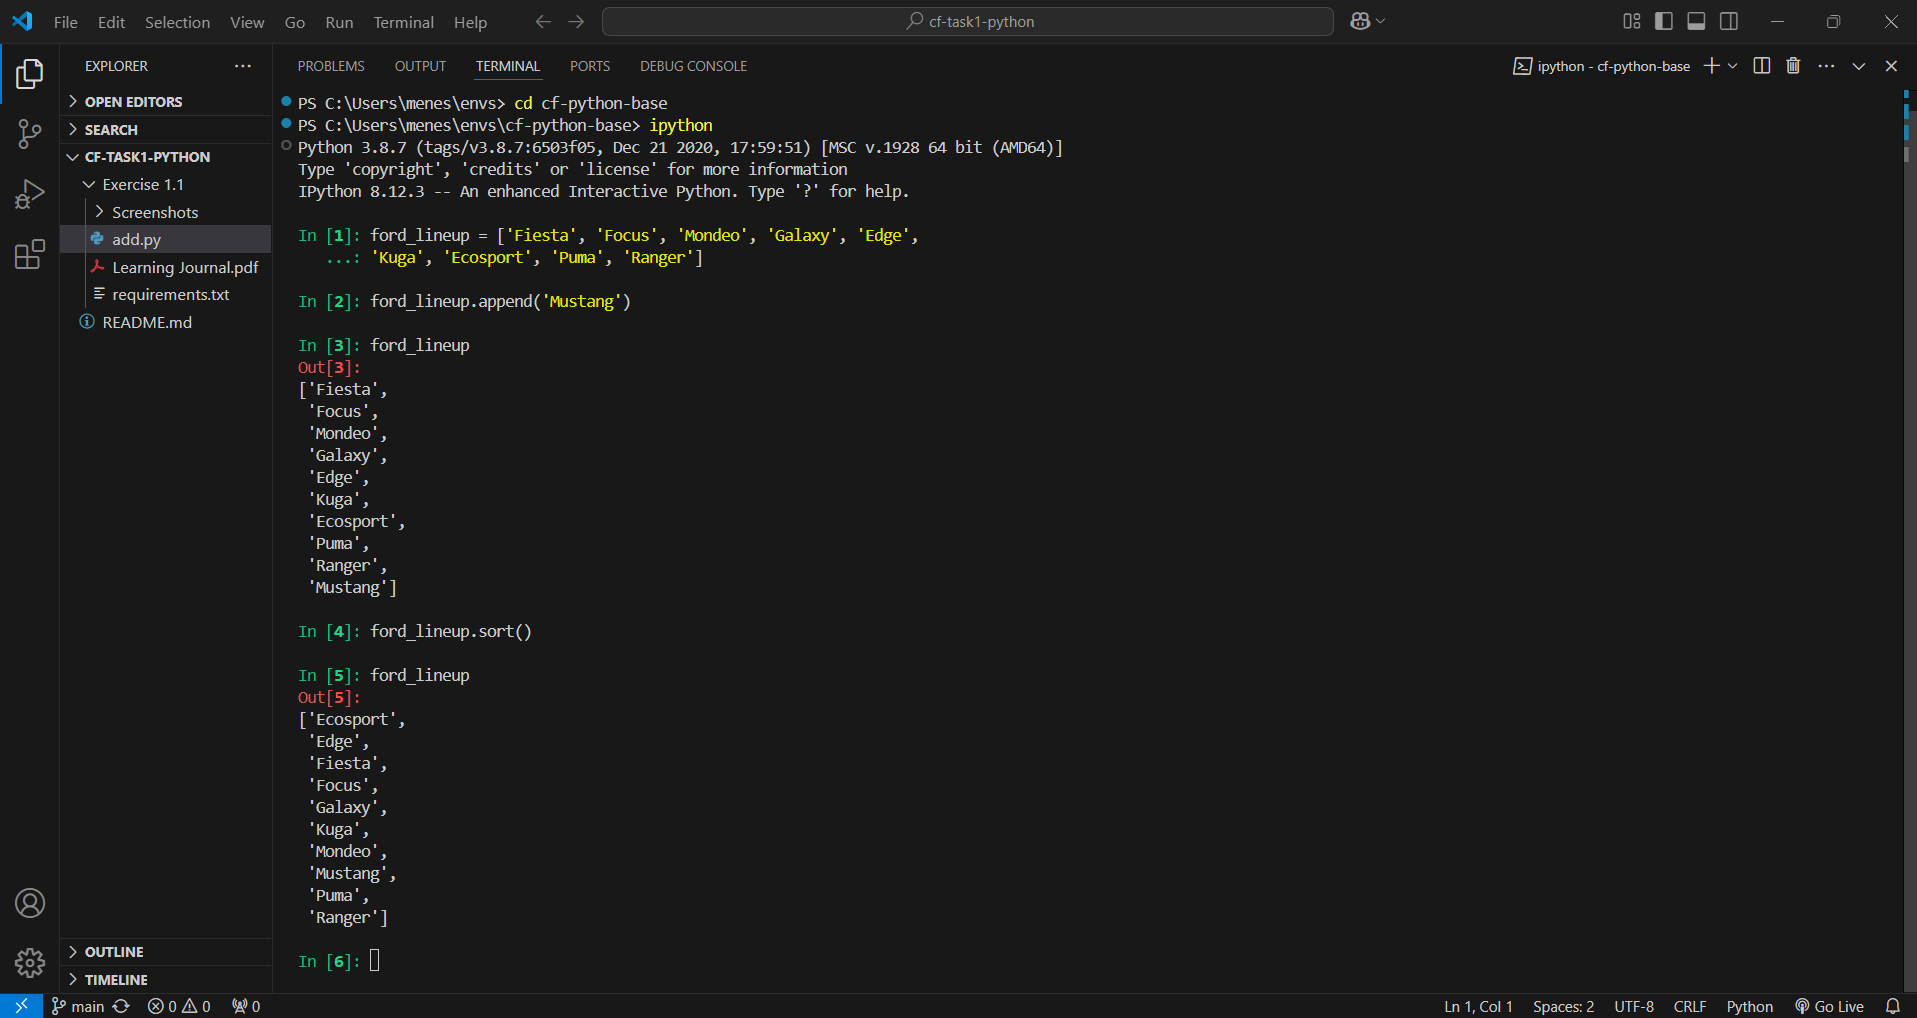 File Edit Selection View Go Run Terminal Help cf-task1-python
EXPLORER
OPEN EDITORS
SEARCH
CF-TASK1-PYTHON
Exercise 1.1
Screenshots
add.py
Learning Journal.pdf
requirements.txt
README.md
OUTLINE
TIMELINE
PROBLEMS OUTPUT TERMINAL PORTS DEBUG CONSOLE ipython - cf-python-base
PS C:\Users\menes\envs> cd cf-python-base
PS C:\Users\menes\envs\cf-python-base> ipython
Python 3.8.7 (tags/v3.8.7:6503f05, Dec 21 2020, 17:59:51) [MSC v.1928 64 bit (AMD64)]
Type 'copyright', 'credits' or 'license' for more information
IPython 8.12.3 -- An enhanced Interactive Python. Type '?' for help.
In [1]: ford_lineup = ['Fiesta', 'Focus', 'Mondeo', 'Galaxy', 'Edge',
...: 'Kuga', 'Ecosport', 'Puma', 'Ranger']
In [2]: ford_lineup.append('Mustang')
In [3]: ford_lineup
Out[3]:
['Fiesta',
'Focus',
'Mondeo',
'Galaxy',
'Edge',
'Kuga',
'Ecosport',
'Puma',
'Ranger',
'Mustang']
In [4]: ford_lineup.sort()
In [5]: ford_lineup
Out[5]:
['Ecosport',
'Edge',
'Fiesta',
'Focus',
'Galaxy',
'Kuga',
'Mondeo',
'Mustang',
'Puma',
'Ranger']
In [6]:
main 0 0 0 Ln 1, Col 1 Spaces: 2 UTF-8 CRLF Python Go Live